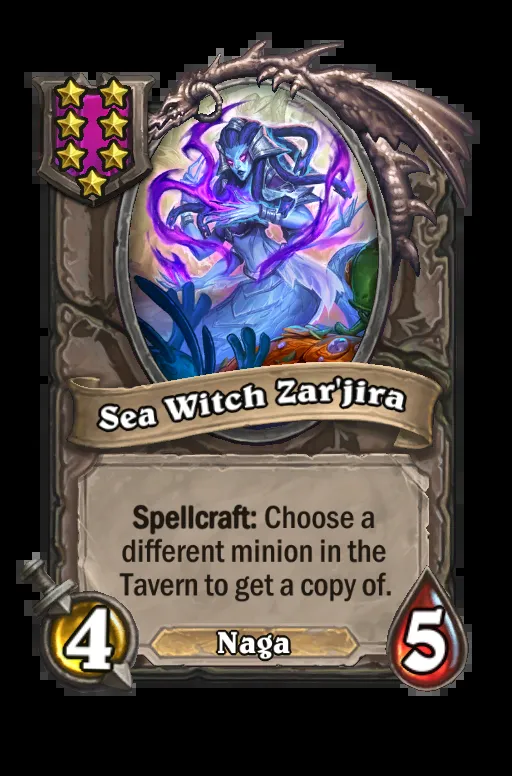 Sea Witch Zar'jira
Spellcraft: Choose a
different minion in the
Tavern to get a copy of.
4
Naga
5